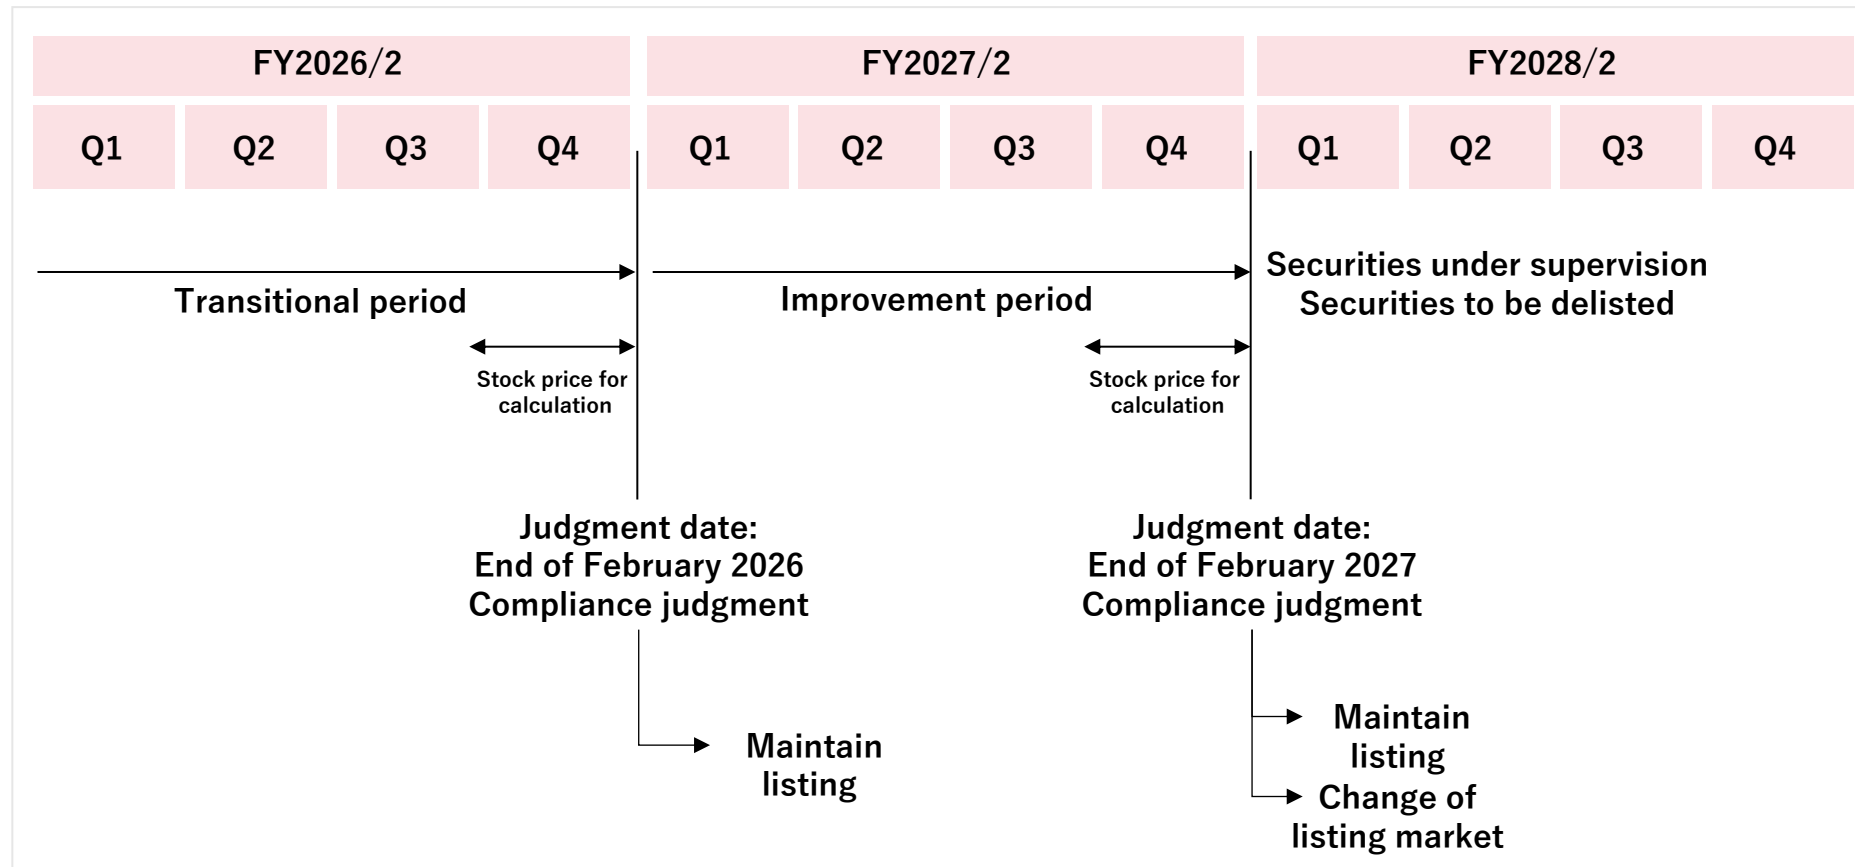 FY2026/2
FY2027/2
FY2028/2
Q1
Q2
Q3
Q4
Q1
Q2
Q3
Q4
Q1
Q2
Q3
Q4
Transitional period
Improvement period
Securities under supervision
Securities to be delisted
Stock price for
calculation
Stock price for
calculation
Judgment date:
End of February 2026
Compliance judgment
Judgment date:
End of February 2027
Compliance judgment
Maintain
listing
Maintain
listing
Change of
listing market